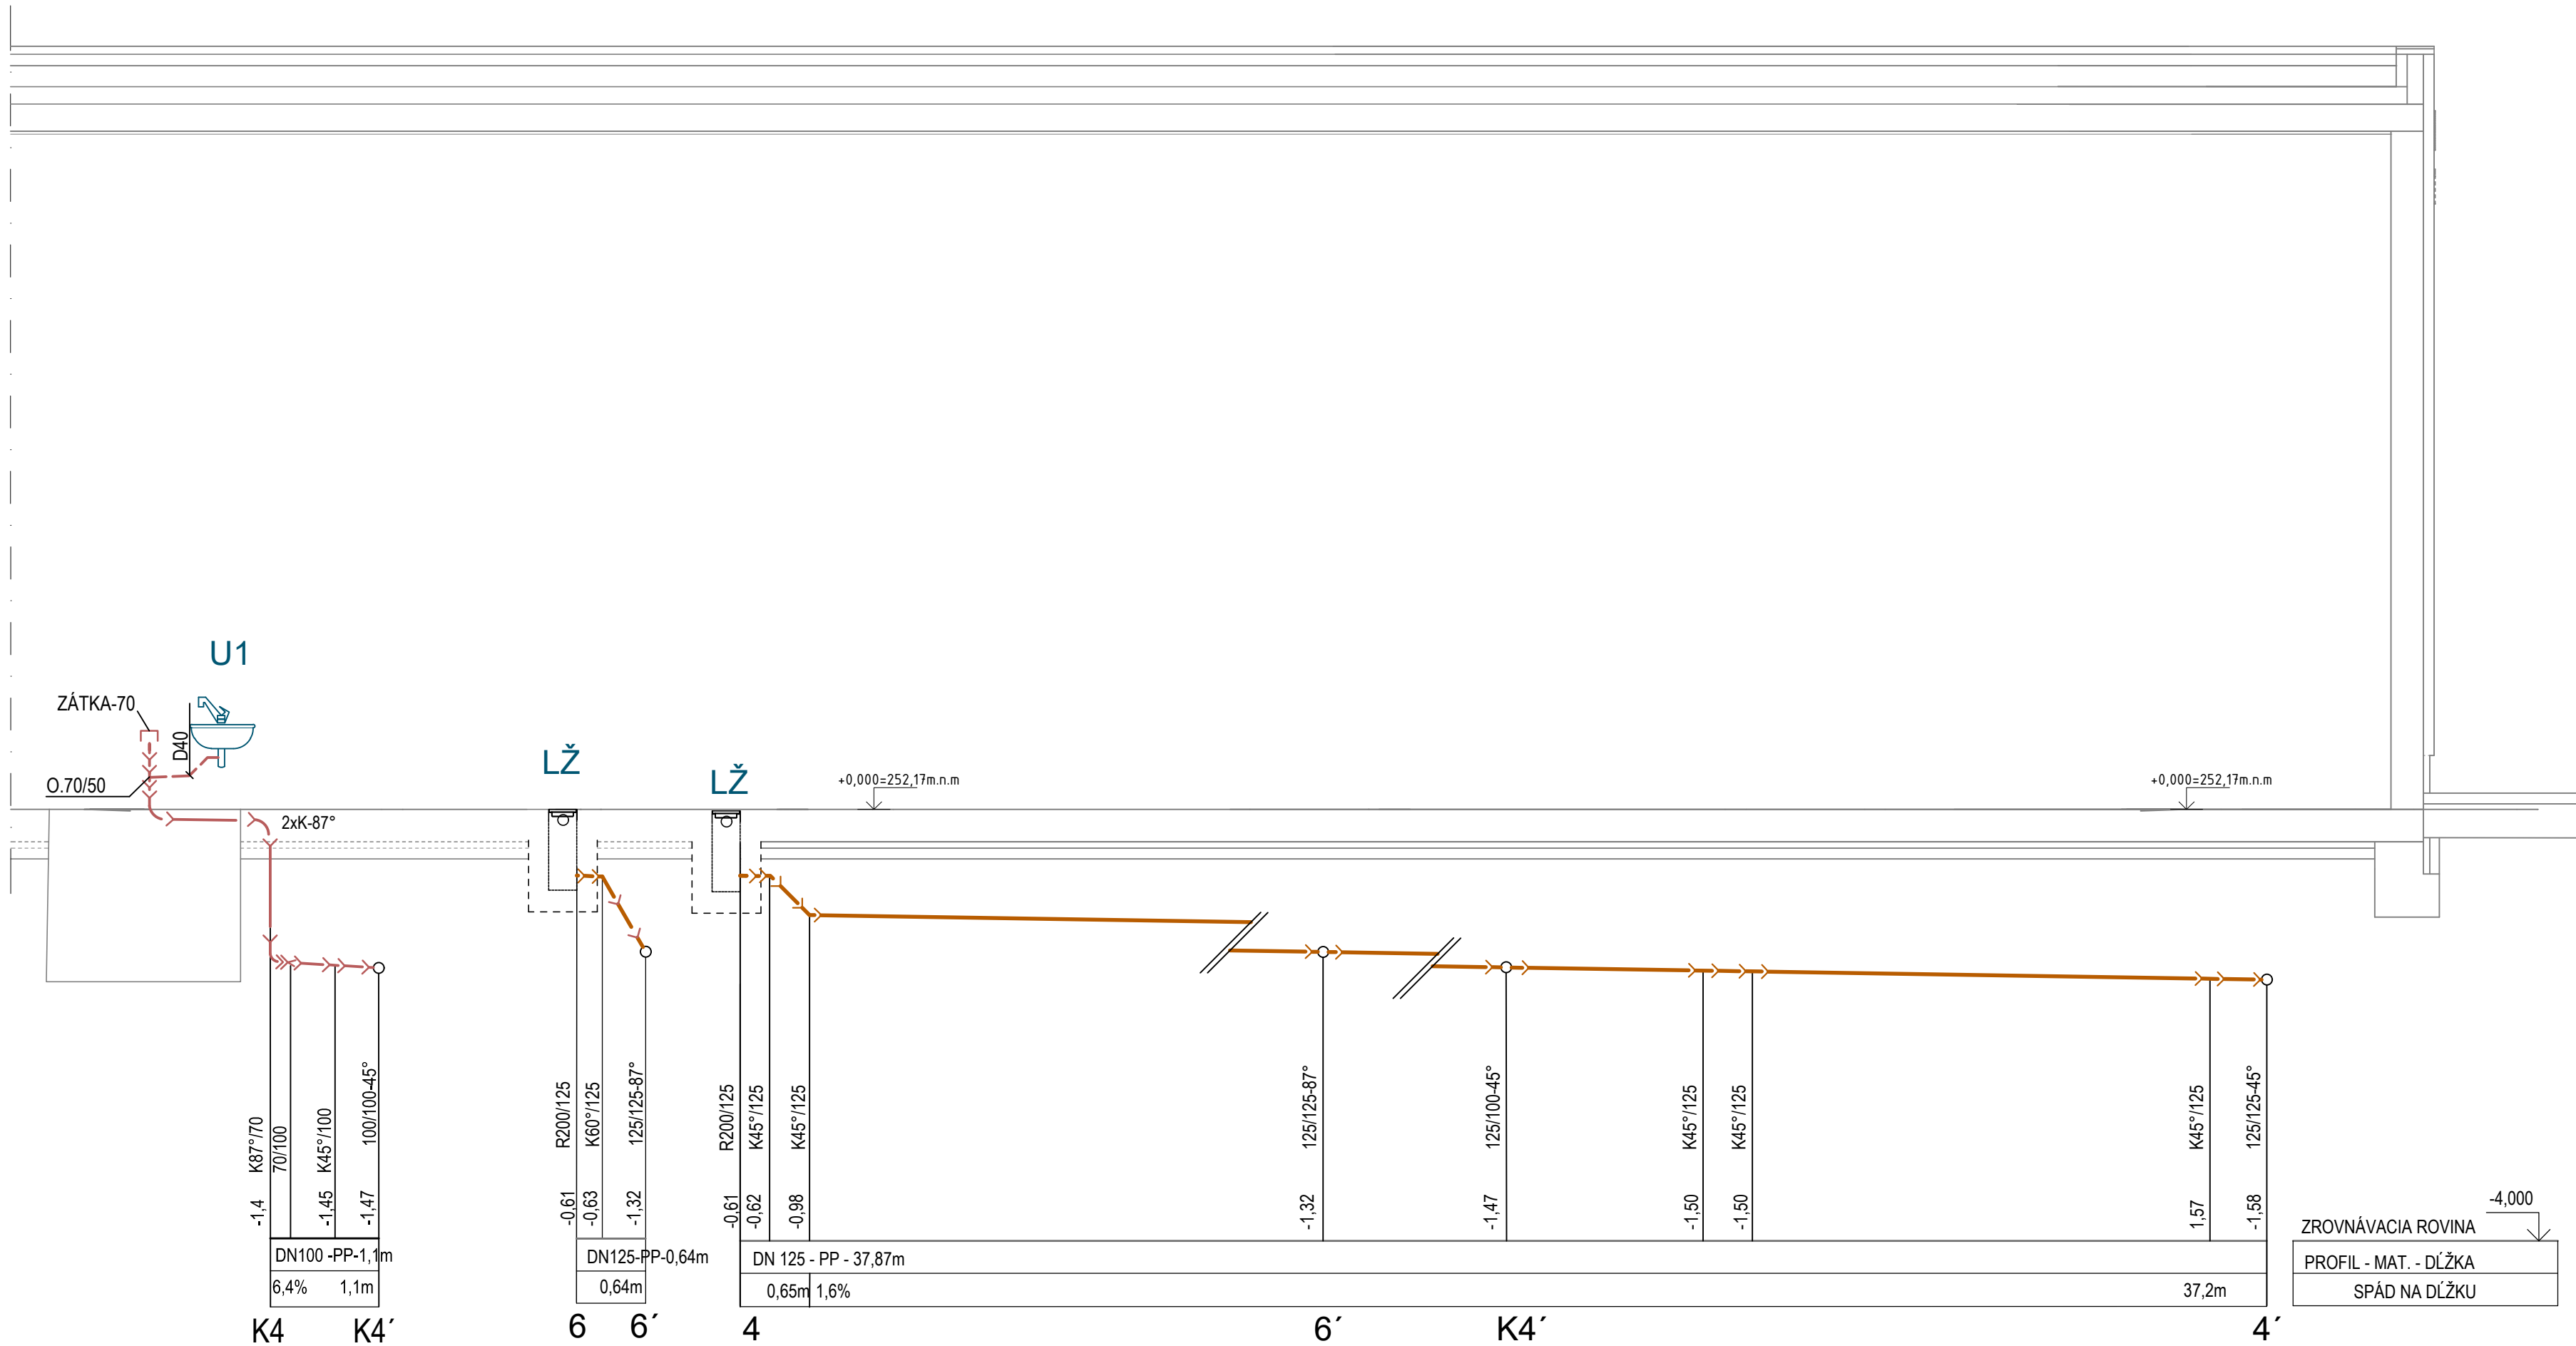 U1
ZÁTKA-70
D40
O.70/50
2xK-87°
LŽ
LŽ
+0,000=252,17m.n.m
+0,000=252,17m.n.m
K87°/70
70/100
K45°/100
100/100-45°
R200/125
K60°/125
125/125-87°
R200/125
K45°/125
K45°/125
125/125-87°
125/100-45°
K45°/125
K45°/125
K45°/125
125/125-45°
-1,4
-1,45
-1,47
-0,61
-0,63
-1,32
-0,61
-0,62
-0,98
-1,32
-1,47
-1,50
-1,50
1,57
-1,58
-4,000
ZROVNÁVACIA ROVINA
DN100 -PP-1,1m
DN125-PP-0,64m
DN 125 - PP - 37,87m
PROFIL - MAT. - DĹŽKA
6,4% 1,1m
0,64m
0,65m 1,6%
37,2m
SPÁD NA DĹŽKU
K4 K4´ 6 6´ 4 6´ K4´ 4´